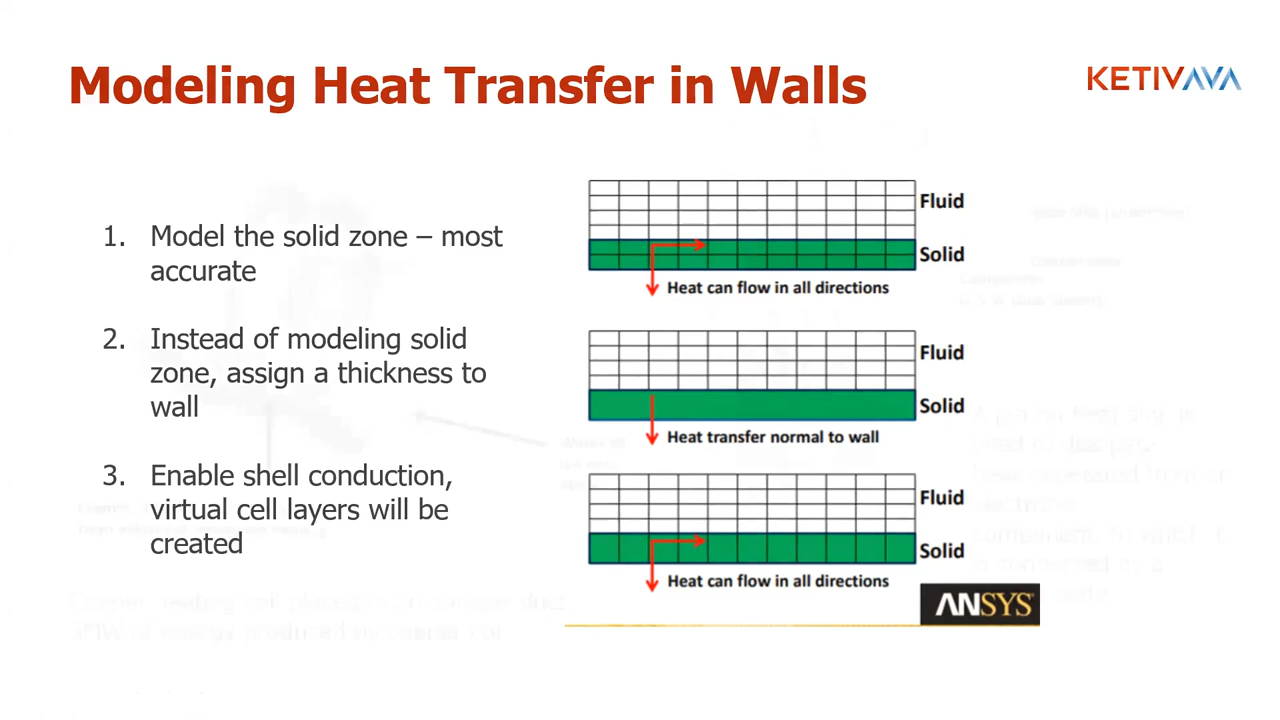 Modeling Heat Transfer in Walls
KETIVAVA
1. Model the solid zone – most
accurate
2. Instead of modeling solid
zone, assign a thickness to
wall
3. Enable shell conduction,
virtual cell layers will be
created
Fluid
Solid
Heat can flow in all directions
Fluid
Solid
Heat transfer normal to wall
Fluid
Solid
Heat can flow in all directions
ANSYS